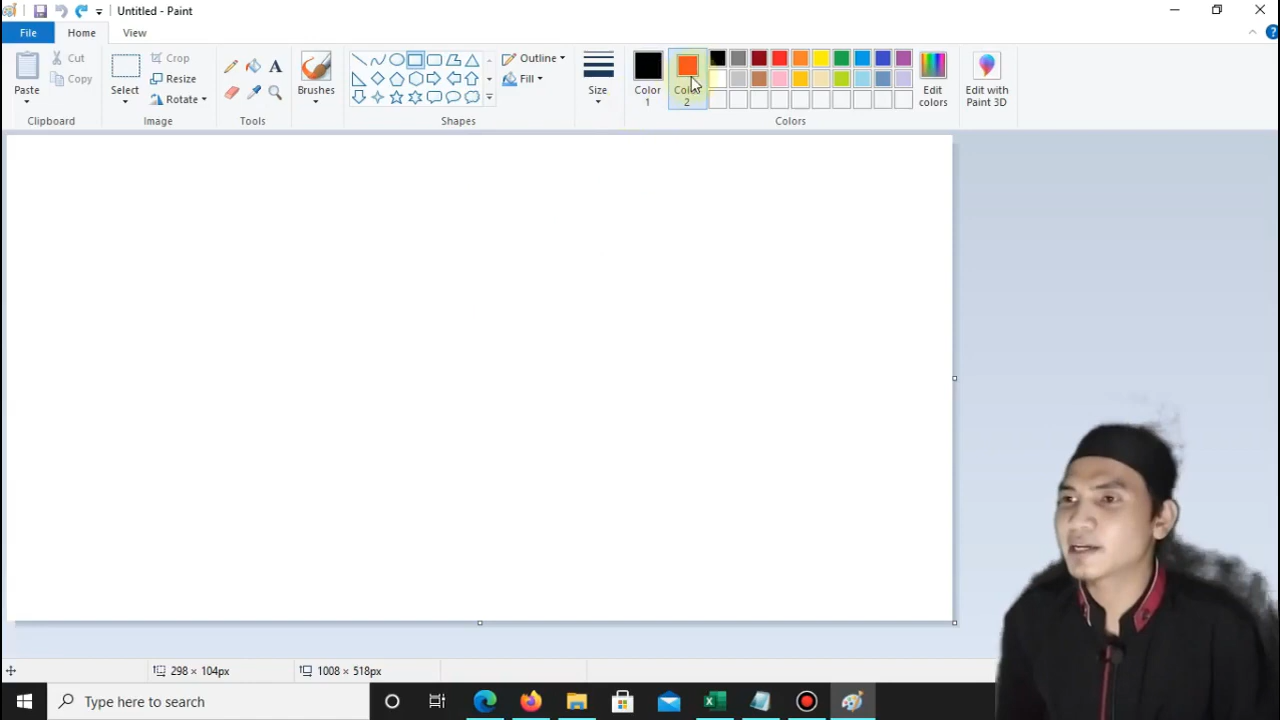 Untitled - Paint
File
Home
View
Paste
Cut
Copy
Clipboard
Select
Crop
Resize
Rotate
Image
A
Tools
Brushes
Outline
Fill
Shapes
Size
Color
1
Color
2
Edit
colors
Colors
Edit with
Paint 3D
298 × 104px
1008 × 518px
Type here to search